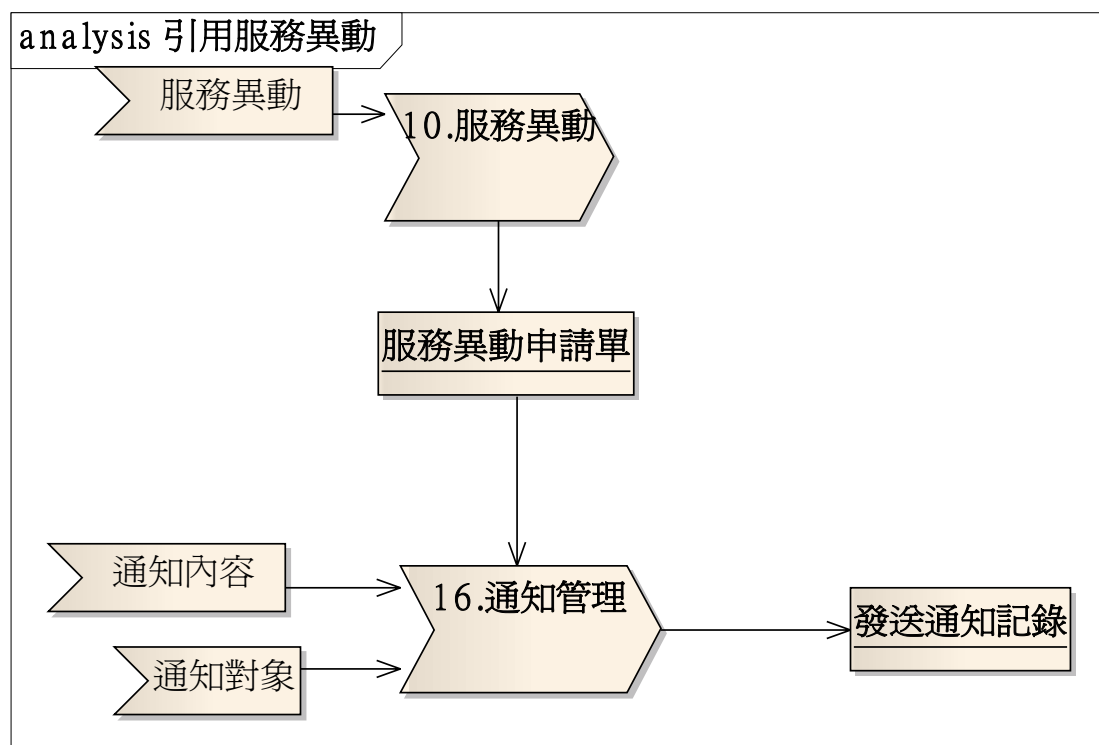 analysis 引用服務異動
服務異動
10.服務異動
服務異動申請單
通知內容
16.通知管理
發送通知記錄
通知對象